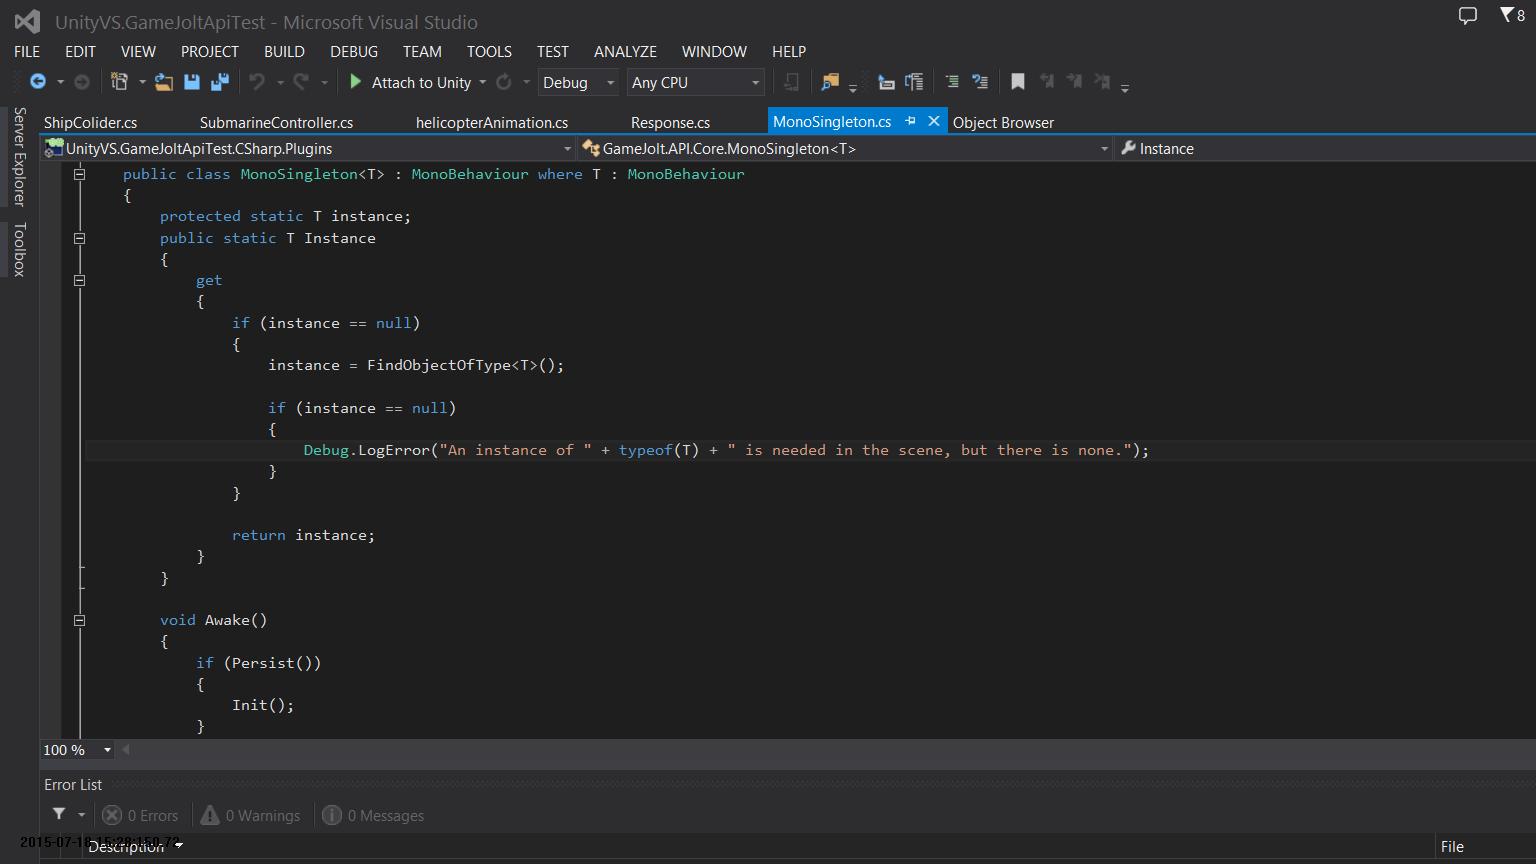 UnityVS.GameJoltApiTest - Microsoft Visual Studio
8
FILE EDIT VIEW PROJECT BUILD DEBUG TEAM TOOLS TEST ANALYZE WINDOW HELP
Attach to Unity Debug Any CPU
Server Explorer
Toolbox
ShipColider.cs SubmarineController.cs helicopterAnimation.cs Response.cs MonoSingleton.cs Object Browser
UnityVS.GameJoltApiTest.CSharp.Plugins GameJolt.API.Core.MonoSingleton<T> Instance
public class MonoSingleton<T> : MonoBehaviour where T : MonoBehaviour
{
protected static T instance;
public static T Instance
{
get
{
if (instance == null)
{
instance = FindObjectOfType<T>();
if (instance == null)
{
Debug.LogError("An instance of " + typeof(T) + " is needed in the scene, but there is none.");
}
}
return instance;
}
}
void Awake()
{
if (Persist())
{
Init();
}
100 %
Error List
0 Errors 0 Warnings 0 Messages
Description File